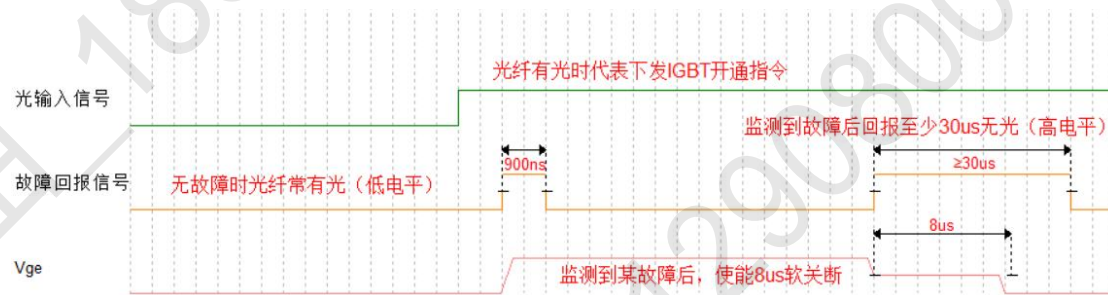 光纤有光时代表下发IGBT开通指令
光输入信号
监测到故障后回报至少30us无光（高电平）
900ns
≥30us
故障回报信号
无故障时光纤常有光（低电平）
8us
Vge
监测到某故障后，使能8us软关断